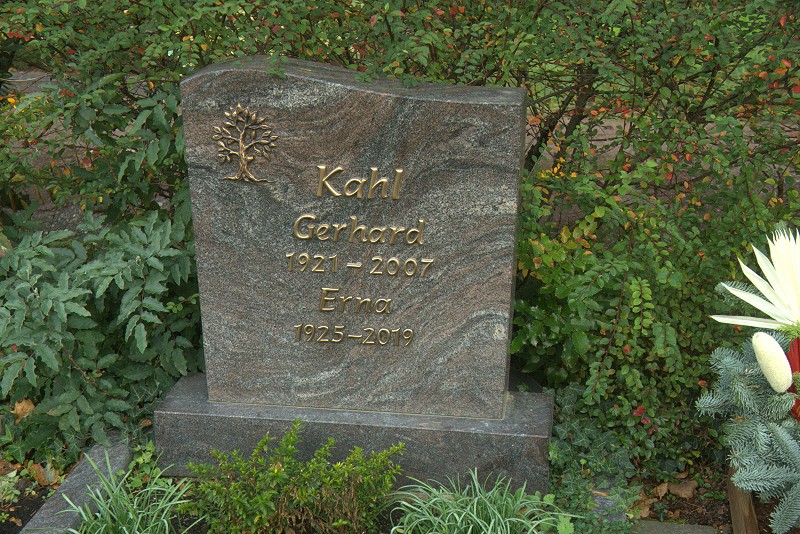 Kahl
Gerhard
1921 – 2007
Erna
1925–2019